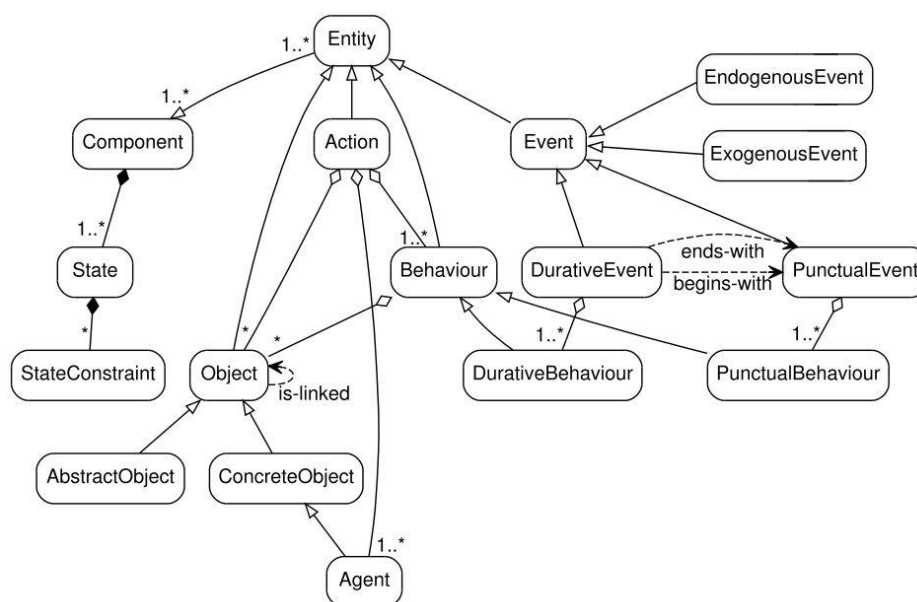 Entity
1..*
1..*
Component
Action
Event
EndogenousEvent
ExogenousEvent
1..*
State
1..*
Behaviour
DurativeEvent
ends-with
begins-with
PunctualEvent
*
StateConstraint
*
*
Object
is-linked
1..*
DurativeBehaviour
1..*
PunctualBehaviour
AbstractObject
ConcreteObject
1..*
Agent